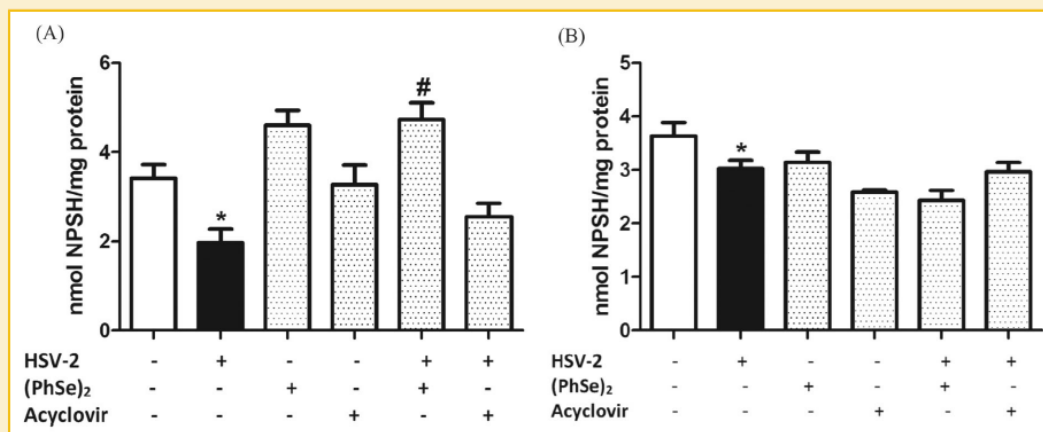 (A)
nmol NPSH/mg protein
6
4
2
0
*
#
HSV-2 - + - - + +
(PhSe)₂ - - + - + -
Acyclovir - - - + - +
(B)
nmol NPSH/mg protein
5
4
3
2
1
0
*
HSV-2 - + - - + +
(PhSe)₂ - - + - + -
Acyclovir - - - + - +